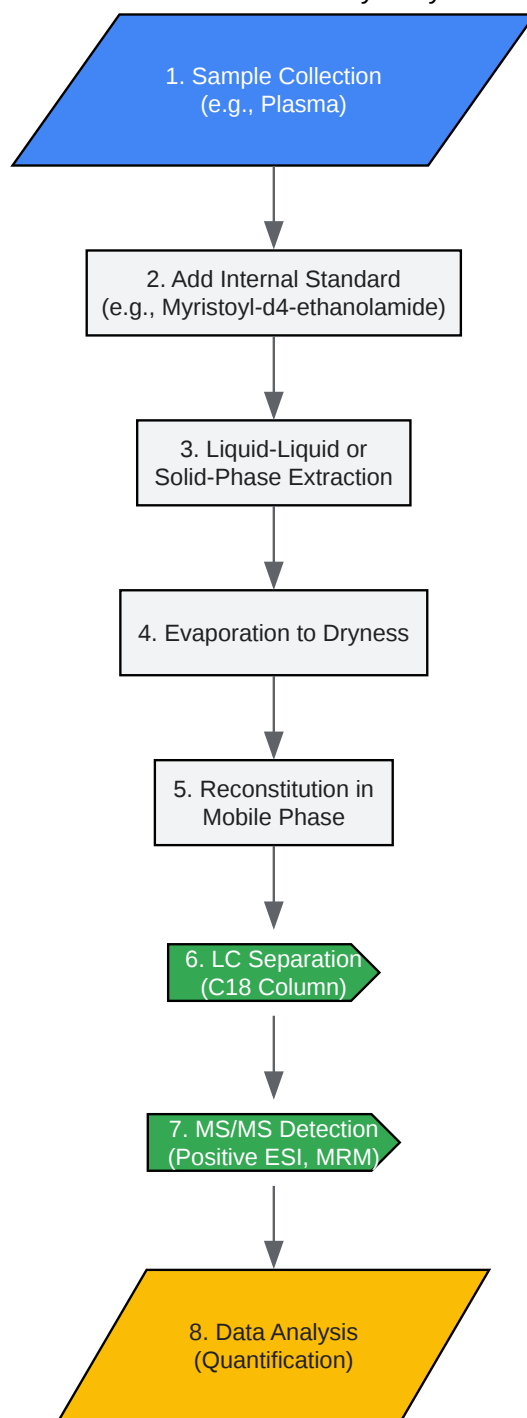 1. Sample Collection
(e.g., Plasma)
2. Add Internal Standard
(e.g., Myristoyl-d4-ethanolamide)
3. Liquid-Liquid or
Solid-Phase Extraction
4. Evaporation to Dryness
5. Reconstitution in
Mobile Phase
6. LC Separation
(C18 Column)
7. MS/MS Detection
(Positive ESI, MRM)
8. Data Analysis
(Quantification)